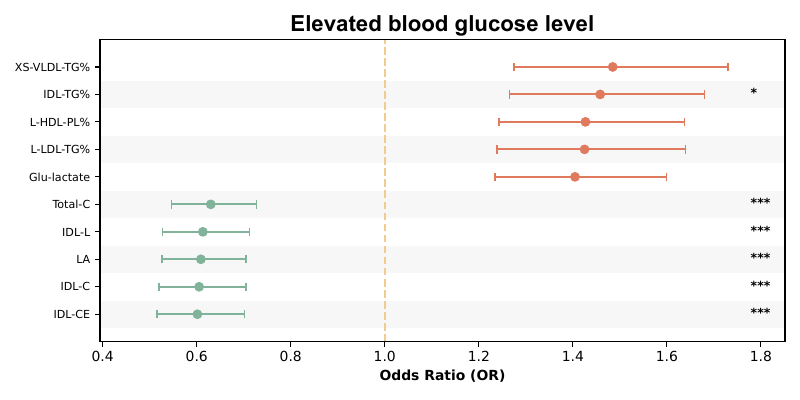 Elevated blood glucose level
XS-VLDL-TG%
IDL-TG% *
L-HDL-PL%
L-LDL-TG%
Glu-lactate
Total-C ***
IDL-L ***
LA ***
IDL-C ***
IDL-CE ***
0.4 0.6 0.8 1.0 1.2 1.4 1.6 1.8
Odds Ratio (OR)